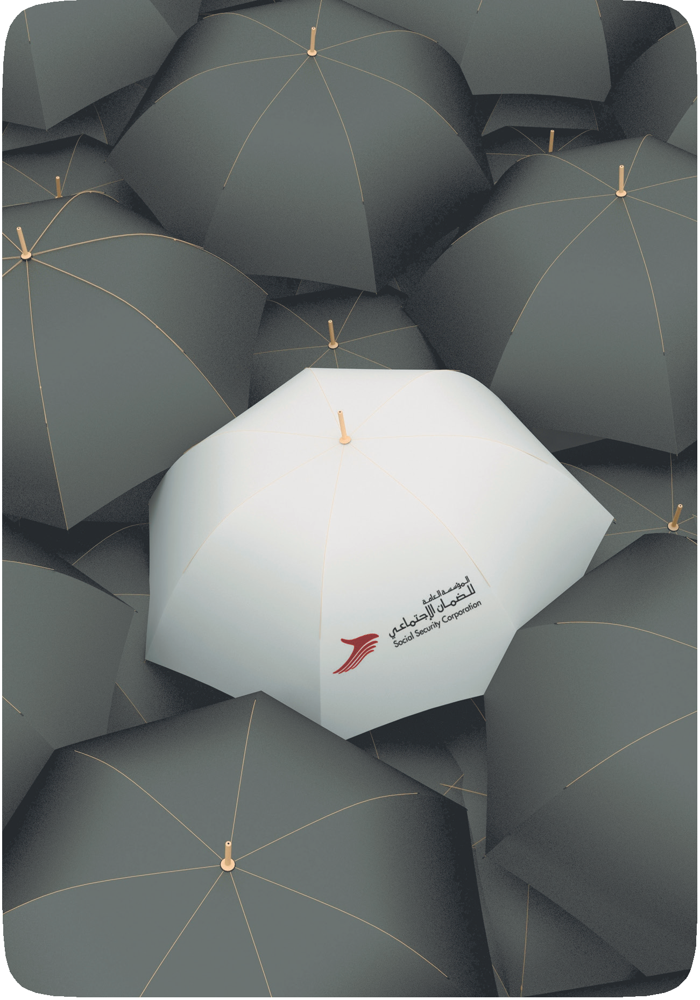 المؤسسة العامة
للضمان الإجتماعي
Social Security Corporation